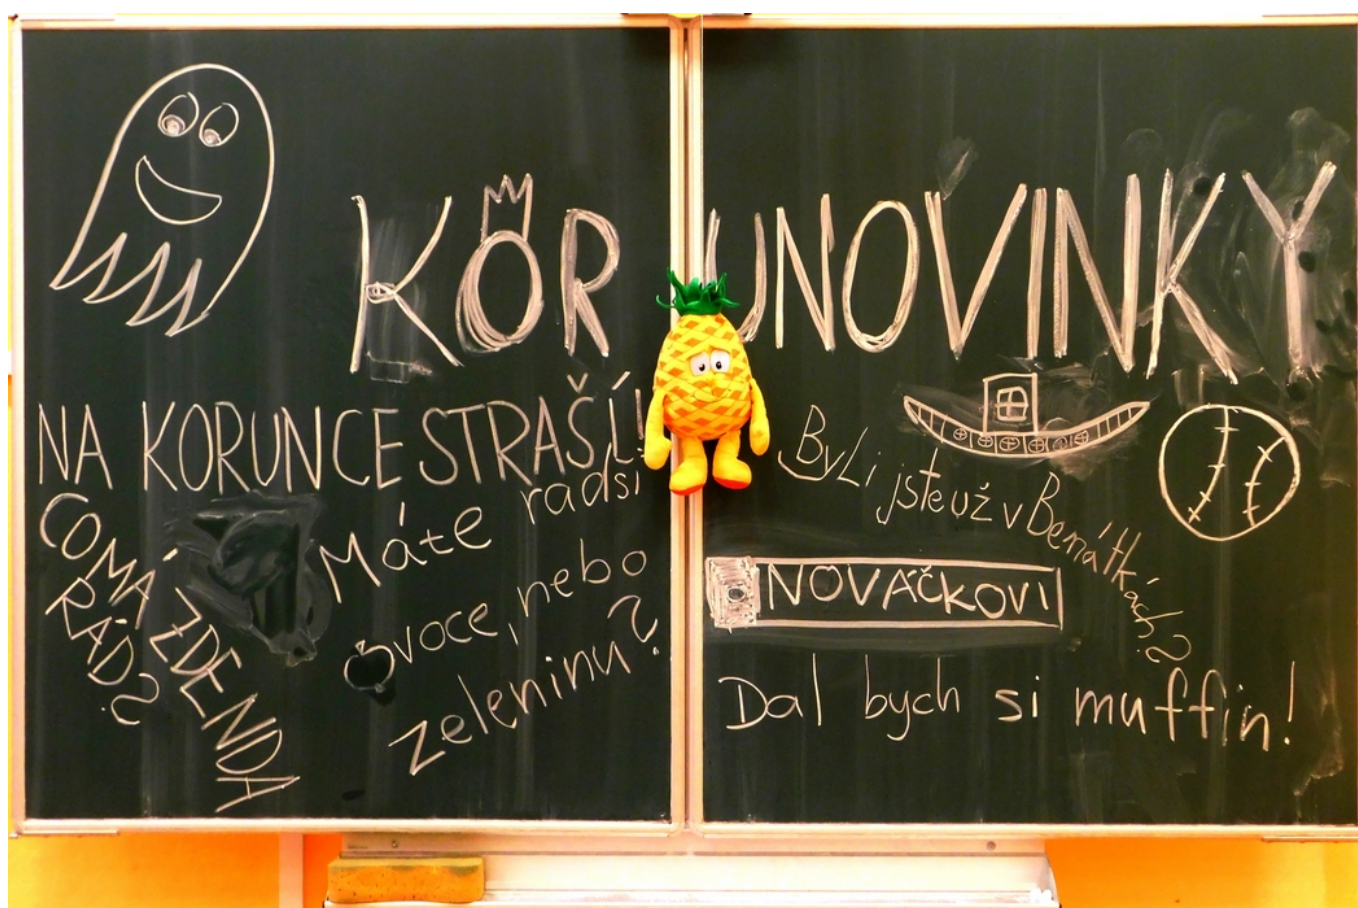 KORUNOVINKY
NA KORUNCE STRAŠÍ!
CO MÁ ZDENDA
RÁD?
Máte radši
ovoce, nebo
zeleninu?
Byli jste už v Benátkách?
NOVÁČKOVI
Dal bych si muffin!